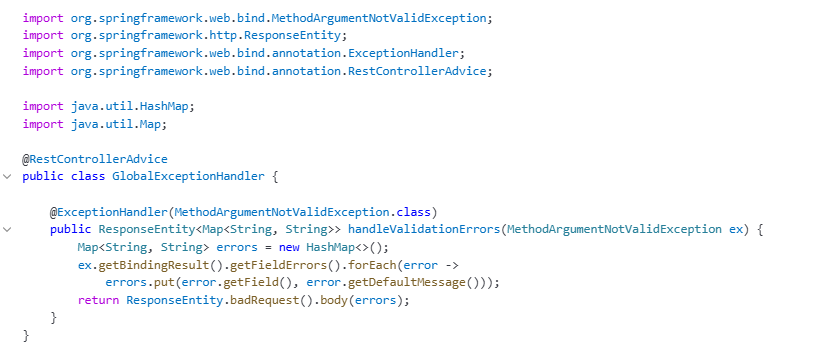 import org.springframework.web.bind.MethodArgumentNotValidException;
import org.springframework.http.ResponseEntity;
import org.springframework.web.bind.annotation.ExceptionHandler;
import org.springframework.web.bind.annotation.RestControllerAdvice;

import java.util.HashMap;
import java.util.Map;

@RestControllerAdvice
public class GlobalExceptionHandler {

    @ExceptionHandler(MethodArgumentNotValidException.class)
    public ResponseEntity<Map<String, String>> handleValidationErrors(MethodArgumentNotValidException ex) {
        Map<String, String> errors = new HashMap<>();
        ex.getBindingResult().getFieldErrors().forEach(error ->
            errors.put(error.getField(), error.getDefaultMessage()));
        return ResponseEntity.badRequest().body(errors);
    }
}